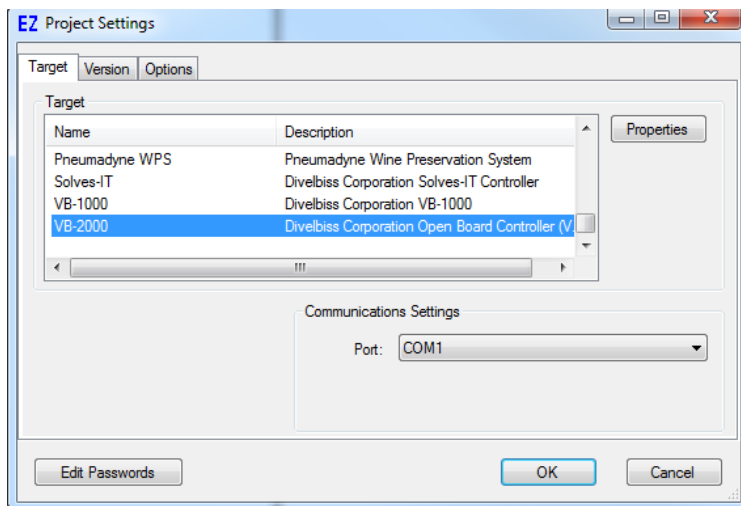 EZ Project Settings
Target Version Options
Target
Name Description
Pneumadyne WPS Pneumadyne Wine Preservation System
Solves-IT Divelbiss Corporation Solves-IT Controller
VB-1000 Divelbiss Corporation VB-1000
VB-2000 Divelbiss Corporation Open Board Controller (V
Properties
Communications Settings
Port: COM1
Edit Passwords OK Cancel